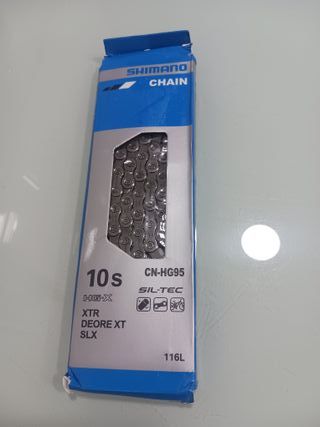 SHIMANO
CHAIN
10s
CN-HG95
HG-X
SIL-TEC
XTR
DEORE XT
SLX
116L